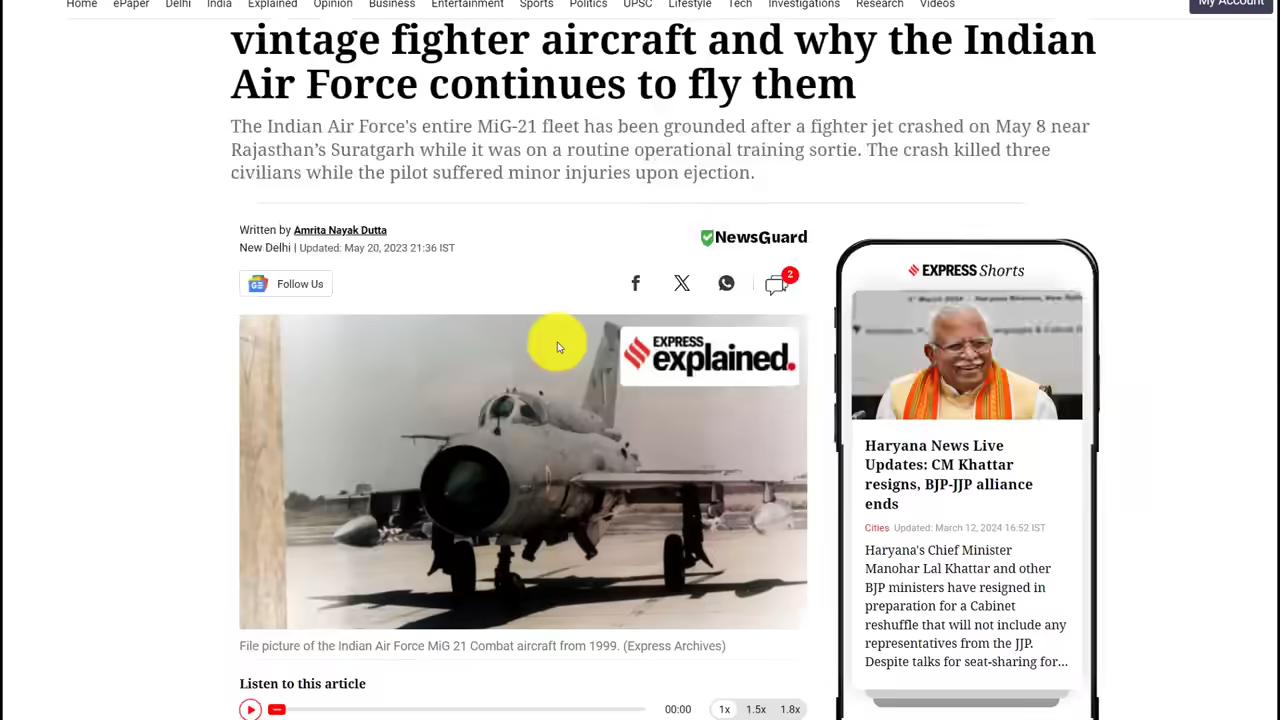 Home ePaper Delhi India Explained Opinion Business Entertainment Sports Politics UPSC Lifestyle Tech Investigations Research Videos My Account
vintage fighter aircraft and why the Indian
Air Force continues to fly them
The Indian Air Force's entire MiG-21 fleet has been grounded after a fighter jet crashed on May 8 near
Rajasthan’s Suratgarh while it was on a routine operational training sortie. The crash killed three
civilians while the pilot suffered minor injuries upon ejection.
Written by Amrita Nayak Dutta
New Delhi | Updated: May 20, 2023 21:36 IST
NewsGuard
Follow Us
2
EXPRESS
explained.
File picture of the Indian Air Force MiG 21 Combat aircraft from 1999. (Express Archives)
Listen to this article
00:00 1x 1.5x 1.8x
EXPRESS Shorts
Haryana News Live
Updates: CM Khattar
resigns, BJP-JJP alliance
ends
Cities Updated: March 12, 2024 16:52 IST
Haryana's Chief Minister
Manohar Lal Khattar and other
BJP ministers have resigned in
preparation for a Cabinet
reshuffle that will not include any
representatives from the JJP.
Despite talks for seat-sharing for...